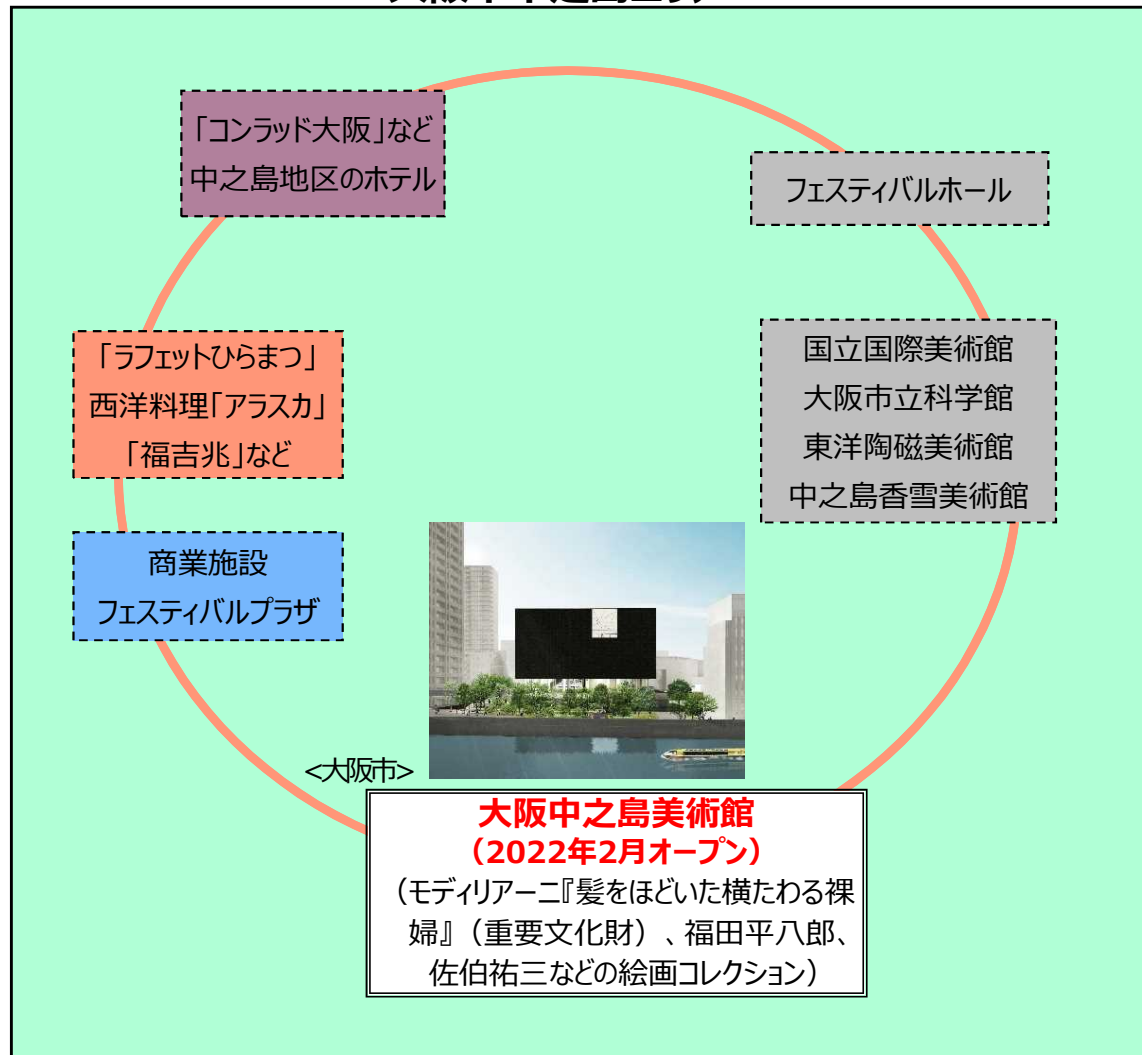 「コンラッド大阪」など
中之島地区のホテル
フェスティバルホール
「ラフェットひらまつ」
西洋料理「アラスカ」
「福吉兆」など
国立国際美術館
大阪市立科学館
東洋陶磁美術館
中之島香雪美術館
商業施設
フェスティバルプラザ
<大阪市>
大阪中之島美術館
（2022年2月オープン）
（モディリアーニ『髪をほどいた横たわる裸
婦』（重要文化財）、福田平八郎、
佐伯祐三などの絵画コレクション）